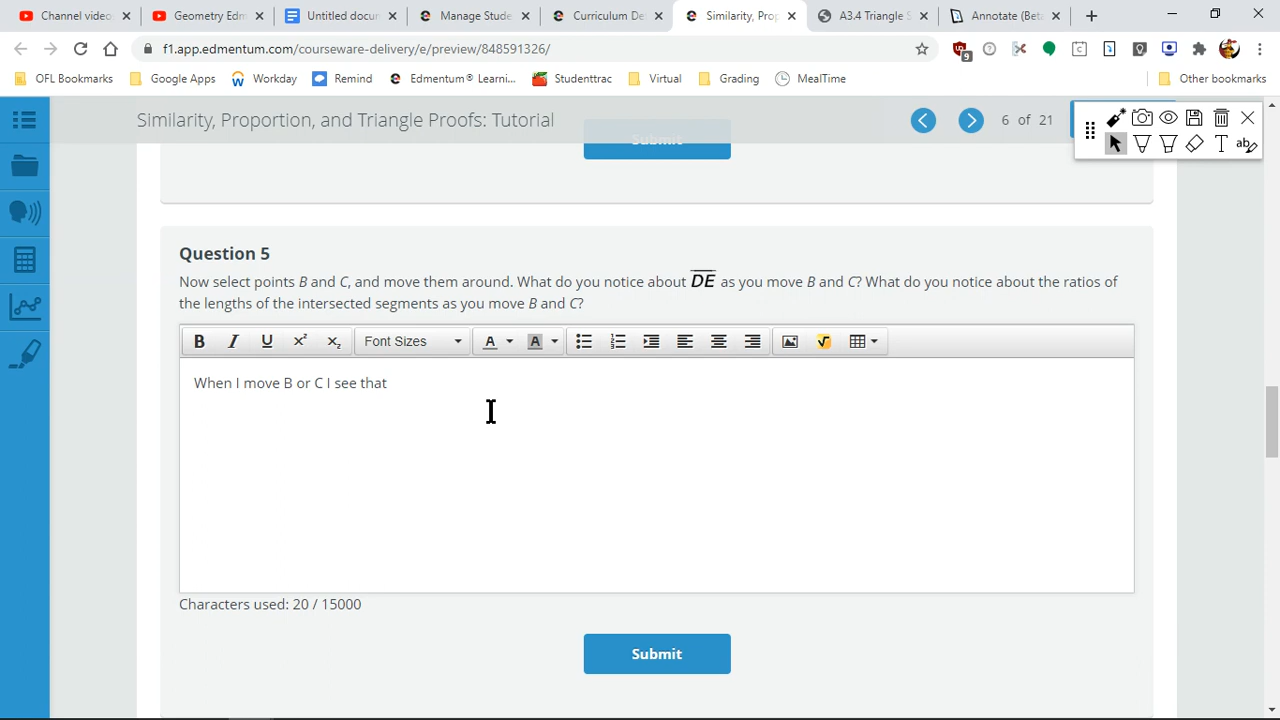 Channel video:
Geometry Edm
Untitled docur
Manage Stude
Curriculum De
Similarity, Prop
A3.4 Triangle S
Annotate (Beta
f1.app.edmentum.com/courseware-delivery/e/preview/848591326/
9
OFL Bookmarks
Google Apps
Workday
Remind
Edmentum® Learni...
Studenttrac
Virtual
Grading
MealTime
Other bookmarks
Similarity, Proportion, and Triangle Proofs: Tutorial
6 of 21
Submit
Question 5
Now select points B and C, and move them around. What do you notice about DE as you move B and C? What do you notice about the ratios of
the lengths of the intersected segments as you move B and C?
B I U x² x₂ Font Sizes A A
When I move B or C I see that
Characters used: 20 / 15000
Submit